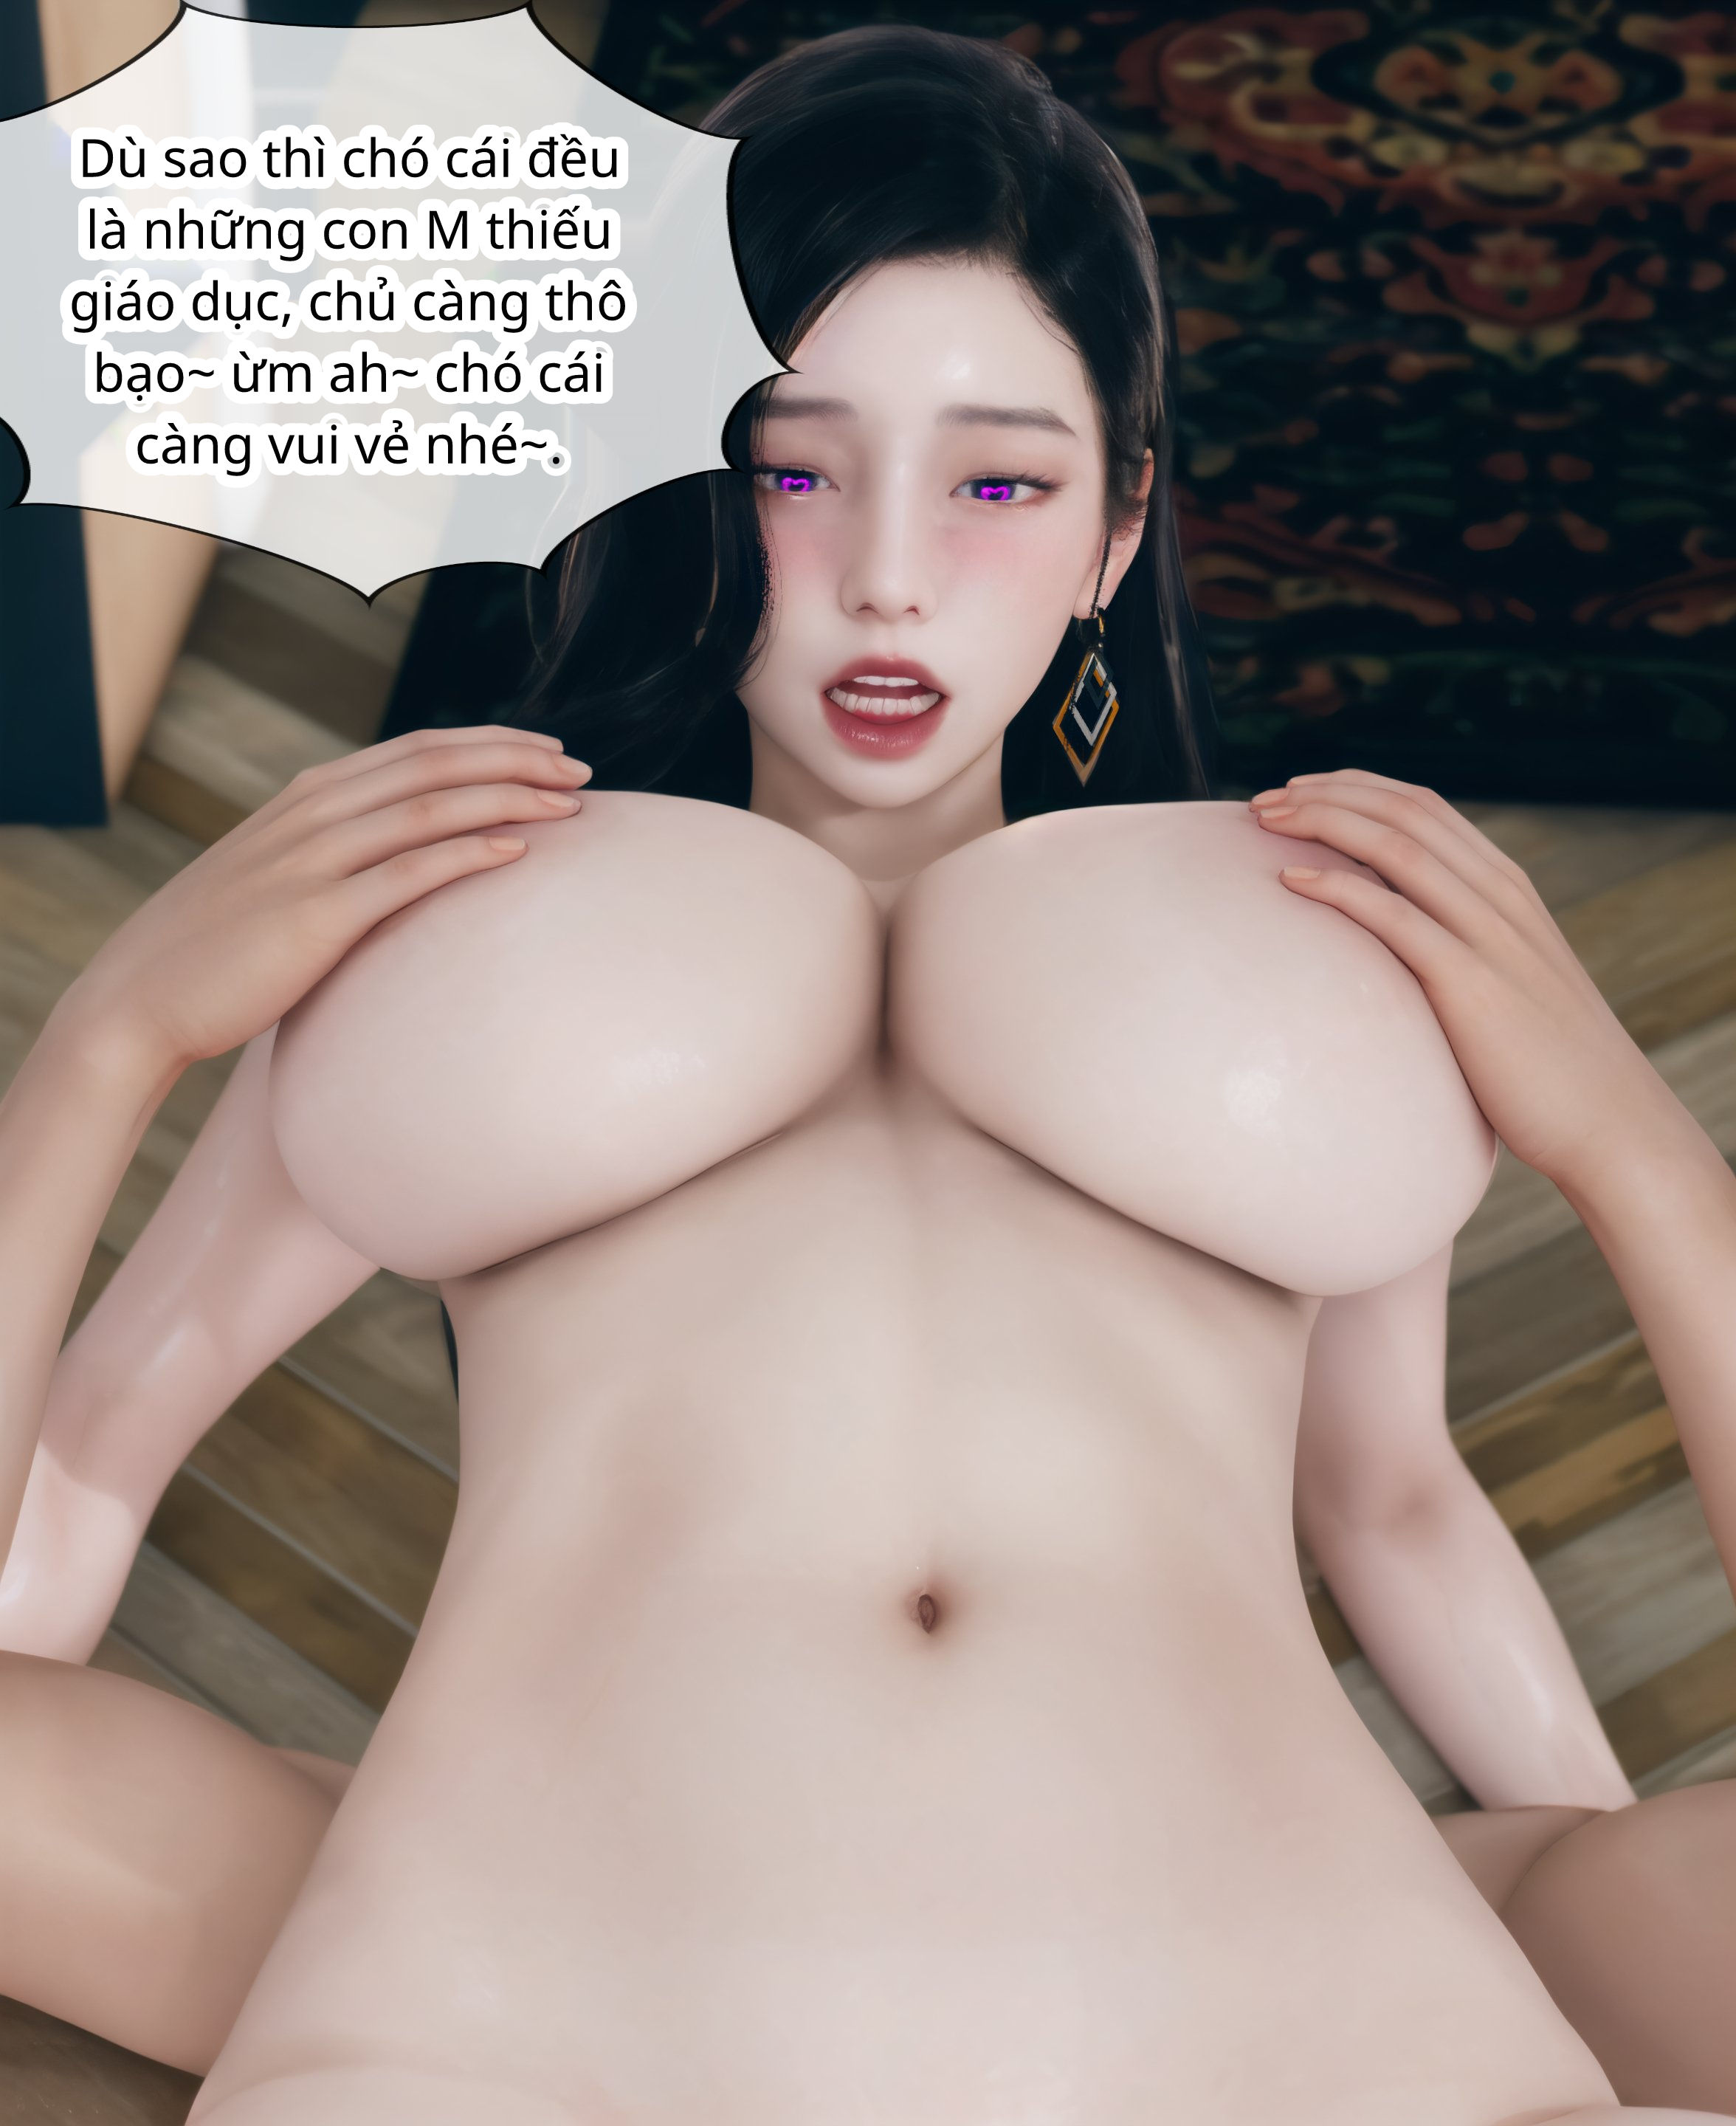 Dù sao thì chó cái đều
là những con M thiếu
giáo dục, chủ càng thô
bạo~ ừm ah~ chó cái
càng vui vẻ nhé~.